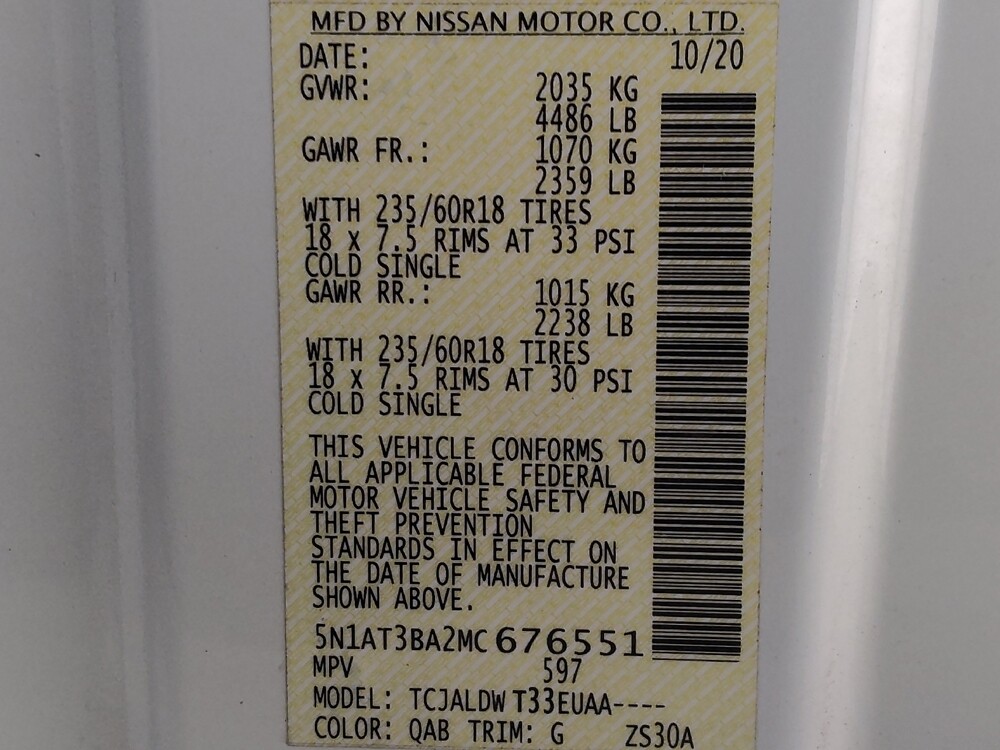 MFD BY NISSAN MOTOR CO., LTD.
DATE: 10/20
GVWR: 2035 KG
4486 LB
GAWR FR.: 1070 KG
2359 LB
WITH 235/60R18 TIRES
18 x 7.5 RIMS AT 33 PSI
COLD SINGLE
GAWR RR.: 1015 KG
2238 LB
WITH 235/60R18 TIRES
18 x 7.5 RIMS AT 30 PSI
COLD SINGLE
THIS VEHICLE CONFORMS TO
ALL APPLICABLE FEDERAL
MOTOR VEHICLE SAFETY AND
THEFT PREVENTION
STANDARDS IN EFFECT ON
THE DATE OF MANUFACTURE
SHOWN ABOVE.
5N1AT3BA2MC676551
MPV 597
MODEL: TCJALDWT33EUAA----
COLOR: QAB TRIM: G ZS30A